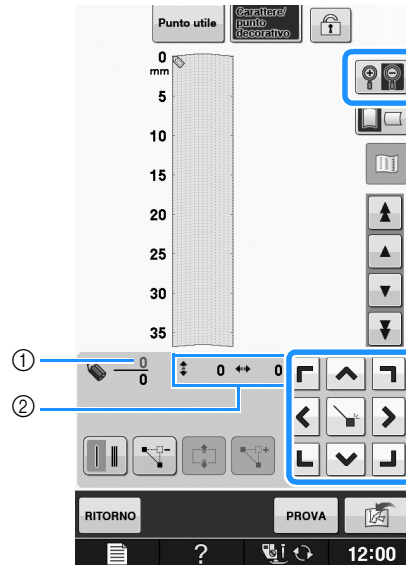 Punto utile
Carattere/
punto
decorativo
0
mm
5
10
15
20
25
30
35
① 0
0
0 0
②
RITORNO
PROVA
?
12:00